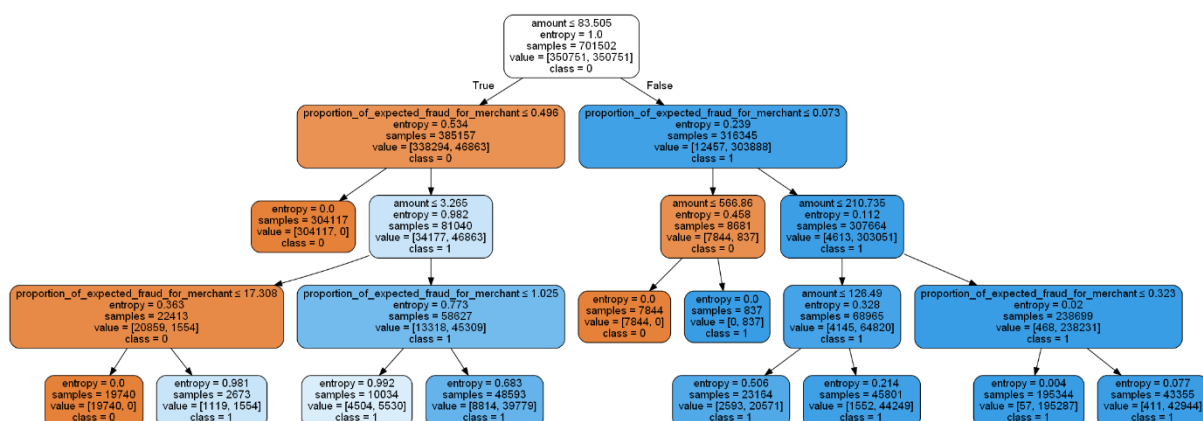 amount ≤ 83.505
entropy = 1.0
samples = 701502
value = [350751, 350751]
class = 0
True
False
proportion_of_expected_fraud_for_merchant ≤ 0.496
entropy = 0.534
samples = 385157
value = [338294, 46863]
class = 0
proportion_of_expected_fraud_for_merchant ≤ 0.073
entropy = 0.239
samples = 316345
value = [12457, 303888]
class = 1
entropy = 0.0
samples = 304117
value = [304117, 0]
class = 0
amount ≤ 3.265
entropy = 0.982
samples = 81040
value = [34177, 46863]
class = 1
amount ≤ 566.86
entropy = 0.458
samples = 8681
value = [7844, 837]
class = 0
amount ≤ 210.735
entropy = 0.112
samples = 307664
value = [4613, 303051]
class = 1
proportion_of_expected_fraud_for_merchant ≤ 17.308
entropy = 0.363
samples = 22413
value = [20859, 1554]
class = 0
proportion_of_expected_fraud_for_merchant ≤ 1.025
entropy = 0.773
samples = 58627
value = [13318, 45309]
class = 1
entropy = 0.0
samples = 7844
value = [7844, 0]
class = 0
entropy = 0.0
samples = 837
value = [0, 837]
class = 1
amount ≤ 126.49
entropy = 0.328
samples = 68965
value = [4145, 64820]
class = 1
proportion_of_expected_fraud_for_merchant ≤ 0.323
entropy = 0.02
samples = 238699
value = [468, 238231]
class = 1
entropy = 0.0
samples = 19740
value = [19740, 0]
class = 0
entropy = 0.981
samples = 2673
value = [1119, 1554]
class = 1
entropy = 0.992
samples = 10034
value = [4504, 5530]
class = 1
entropy = 0.683
samples = 48593
value = [8814, 39779]
class = 1
entropy = 0.506
samples = 23164
value = [2593, 20571]
class = 1
entropy = 0.214
samples = 45801
value = [1552, 44249]
class = 1
entropy = 0.004
samples = 195344
value = [57, 195287]
class = 1
entropy = 0.077
samples = 43355
value = [411, 42944]
class = 1